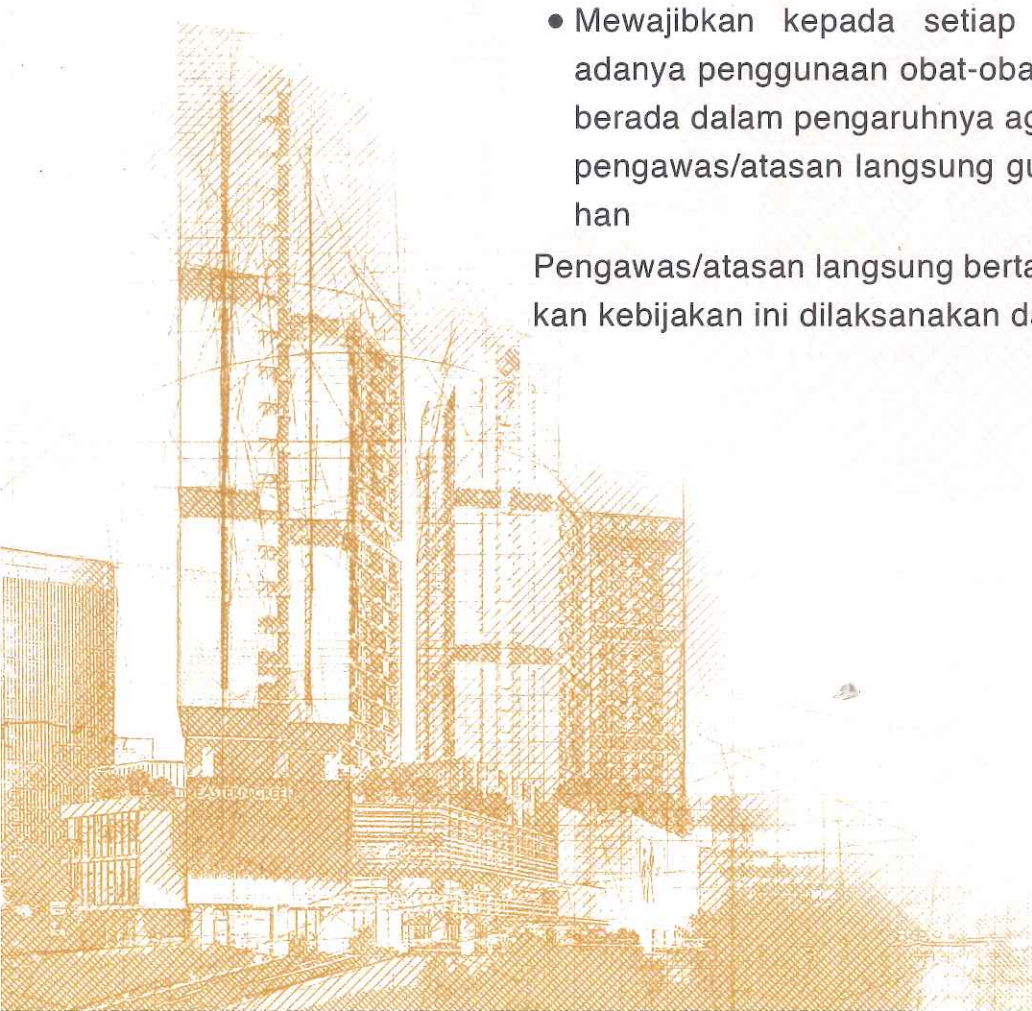 • Mewajibkan kepada setiap
adanya penggunaan obat-oba
berada dalam pengaruhnya ag
pengawas/atasan langsung gu
han
Pengawas/atasan langsung berta
kan kebijakan ini dilaksanakan da
EASTERN GREEN